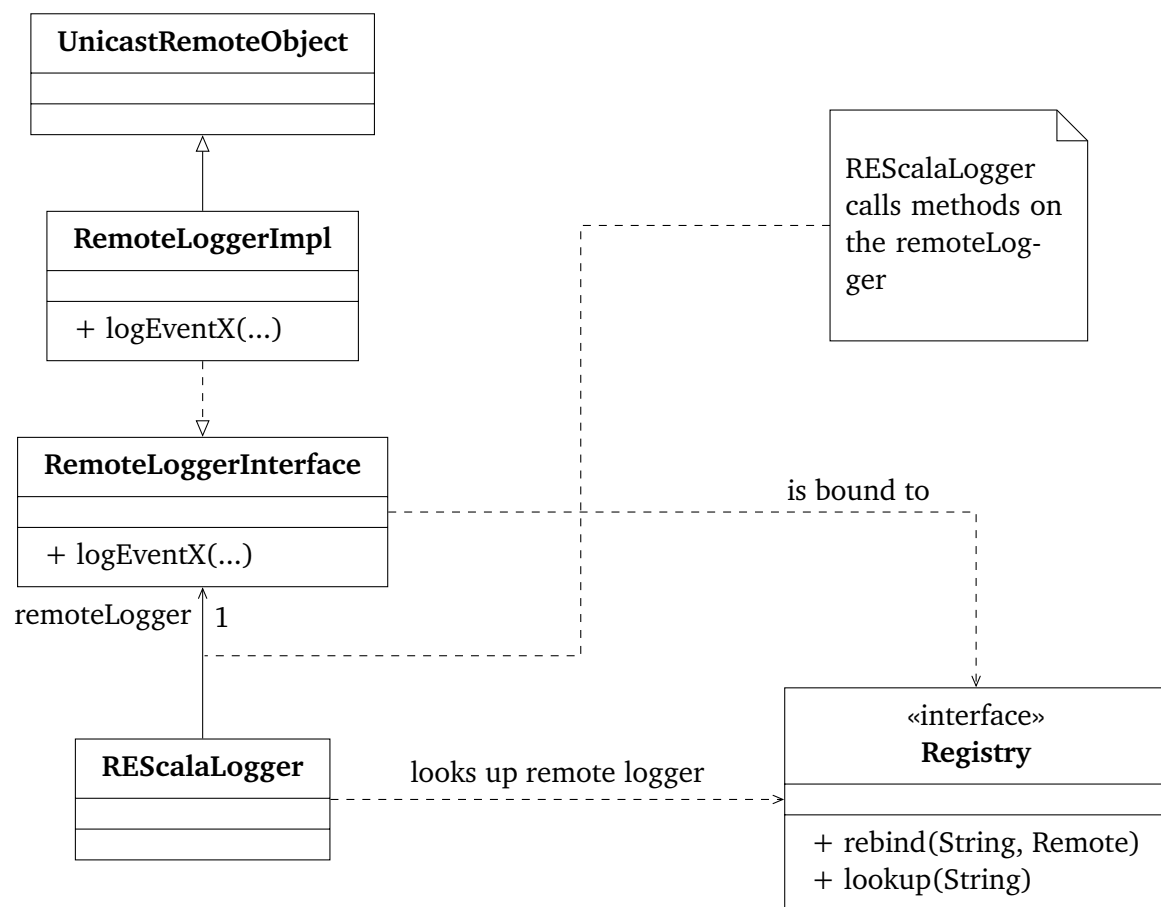 UnicastRemoteObject
RemoteLoggerImpl
+ logEventX(...)
REScalaLogger
calls methods on
the remoteLog-
ger
RemoteLoggerInterface
+ logEventX(...)
is bound to
remoteLogger 1
REScalaLogger
looks up remote logger
«interface»
Registry
+ rebind(String, Remote)
+ lookup(String)